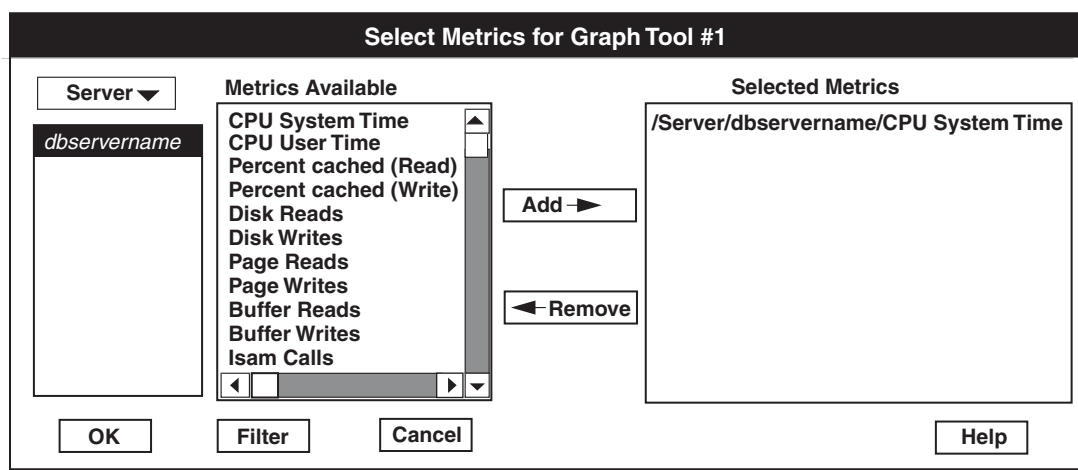 Select Metrics for Graph Tool #1
Server
Metrics Available
Selected Metrics
dbservername
CPU System Time
CPU User Time
Percent cached (Read)
Percent cached (Write)
Disk Reads
Disk Writes
Page Reads
Page Writes
Buffer Reads
Buffer Writes
Isam Calls
Add
Remove
/Server/dbservername/CPU System Time
OK
Filter
Cancel
Help